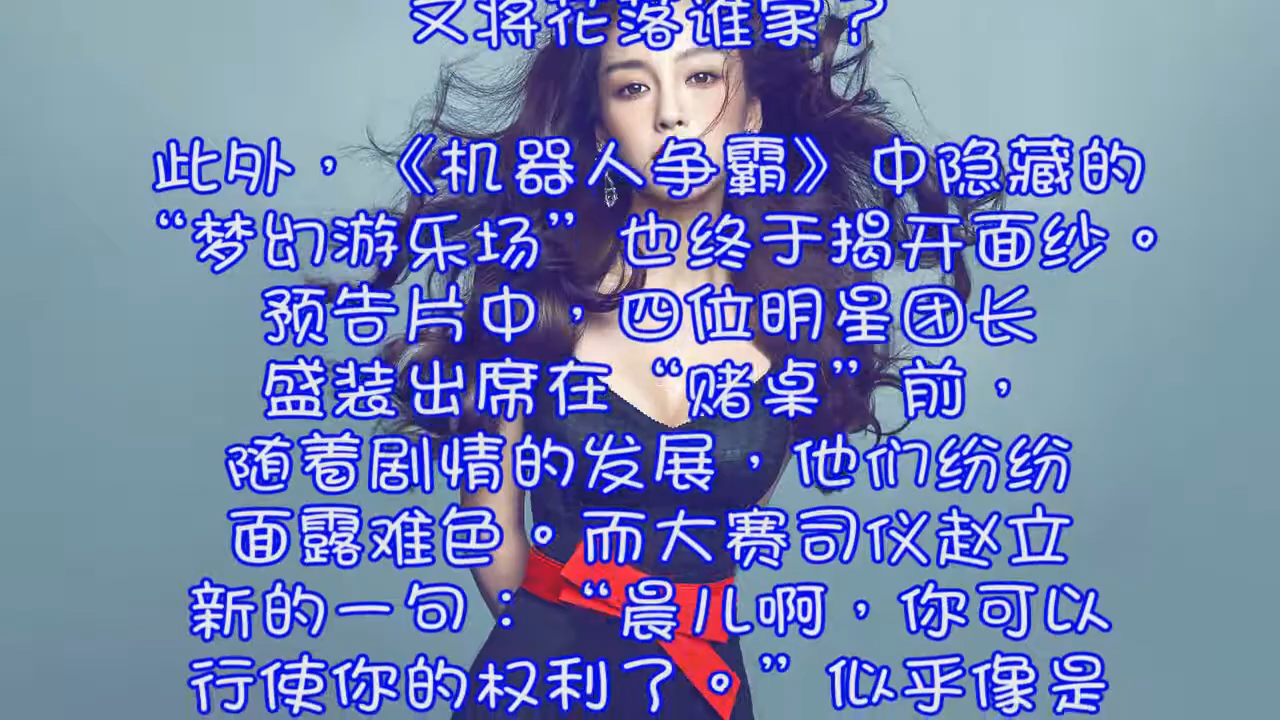 又将花落谁家？
此外，《机器人争霸》中隐藏的
“梦幻游乐场”也终于揭开面纱。
预告片中，四位明星团长
盛装出席在“赌桌”前，
随着剧情的发展，他们纷纷
面露难色。而大赛司仪赵立
新的一句：“晨儿啊，你可以
行使你的权利了。”似乎像是